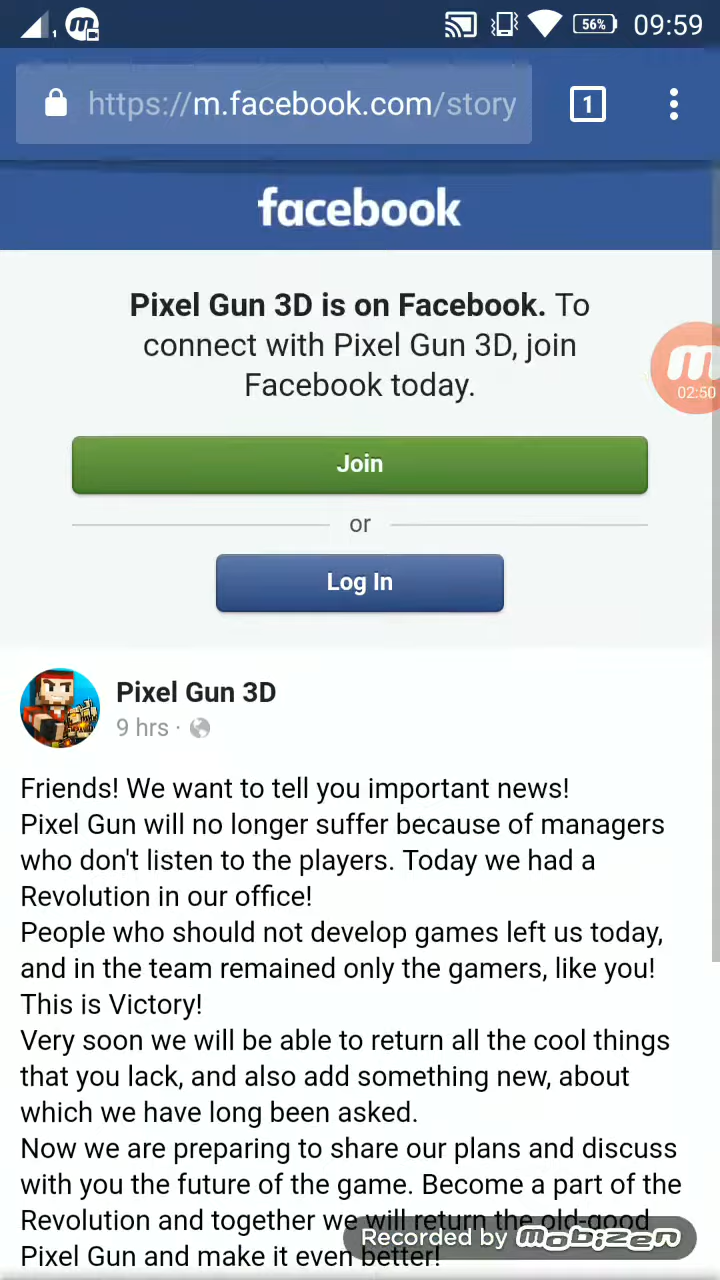 1 m 56% 09:59
https://m.facebook.com/story 1
facebook
Pixel Gun 3D is on Facebook. To
connect with Pixel Gun 3D, join
Facebook today.
m
02:50
Join
or
Log In
Pixel Gun 3D
9 hrs ·
Friends! We want to tell you important news!
Pixel Gun will no longer suffer because of managers
who don't listen to the players. Today we had a
Revolution in our office!
People who should not develop games left us today,
and in the team remained only the gamers, like you!
This is Victory!
Very soon we will be able to return all the cool things
that you lack, and also add something new, about
which we have long been asked.
Now we are preparing to share our plans and discuss
with you the future of the game. Become a part of the
Revolution and together we will return the old-good
Pixel Gun and make it even better!
Recorded by mobizen